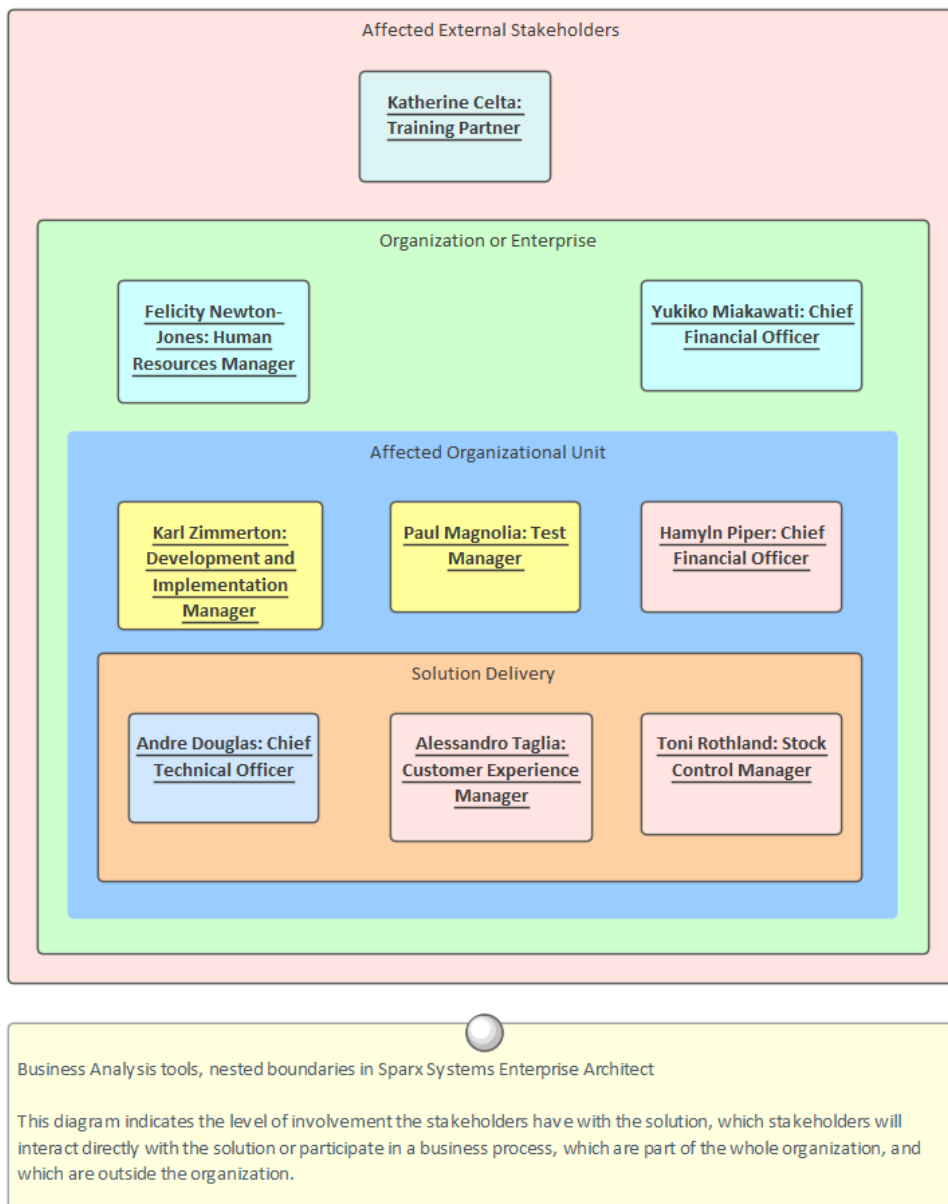 Affected External Stakeholders
Katherine Celta:
Training Partner
Organization or Enterprise
Felicity Newton-
Jones: Human
Resources Manager
Yukiko Miakawati: Chief
Financial Officer
Affected Organizational Unit
Karl Zimmerton:
Development and
Implementation
Manager
Paul Magnolia: Test
Manager
Hamyln Piper: Chief
Financial Officer
Solution Delivery
Andre Douglas: Chief
Technical Officer
Alessandro Taglia:
Customer Experience
Manager
Toni Rothland: Stock
Control Manager
Business Analysis tools, nested boundaries in Sparx Systems Enterprise Architect
This diagram indicates the level of involvement the stakeholders have with the solution, which stakeholders will
interact directly with the solution or participate in a business process, which are part of the whole organization, and
which are outside the organization.